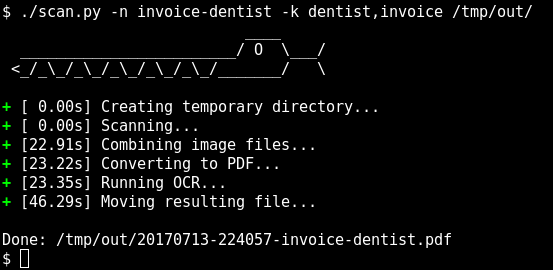 $ ./scan.py -n invoice-dentist -k dentist,invoice /tmp/out/
                           ____
  ________________________/ O  \___/
 <_/_\_/_\_/_\_/_\_/_\_/_______/   \
+ [ 0.00s] Creating temporary directory...
+ [ 0.00s] Scanning...
+ [22.91s] Combining image files...
+ [23.22s] Converting to PDF...
+ [23.35s] Running OCR...
+ [46.29s] Moving resulting file...
Done: /tmp/out/20170713-224057-invoice-dentist.pdf
$